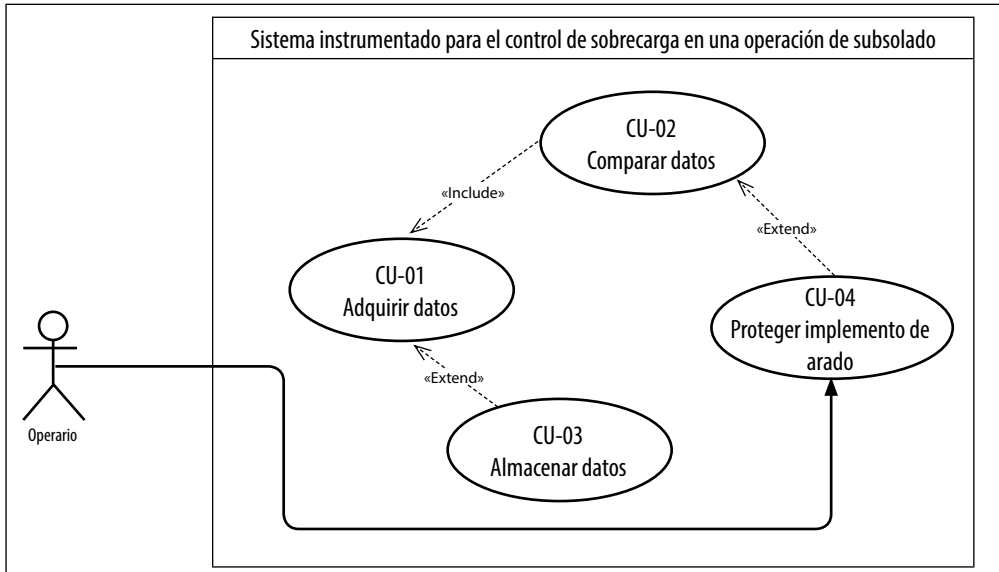 Sistema instrumentado para el control de sobrecarga en una operación de subsolado
CU-02
Comparar datos
«Include»
«Extend»
CU-01
Adquirir datos
CU-04
Proteger implemento de
arado
«Extend»
Operario
CU-03
Almacenar datos